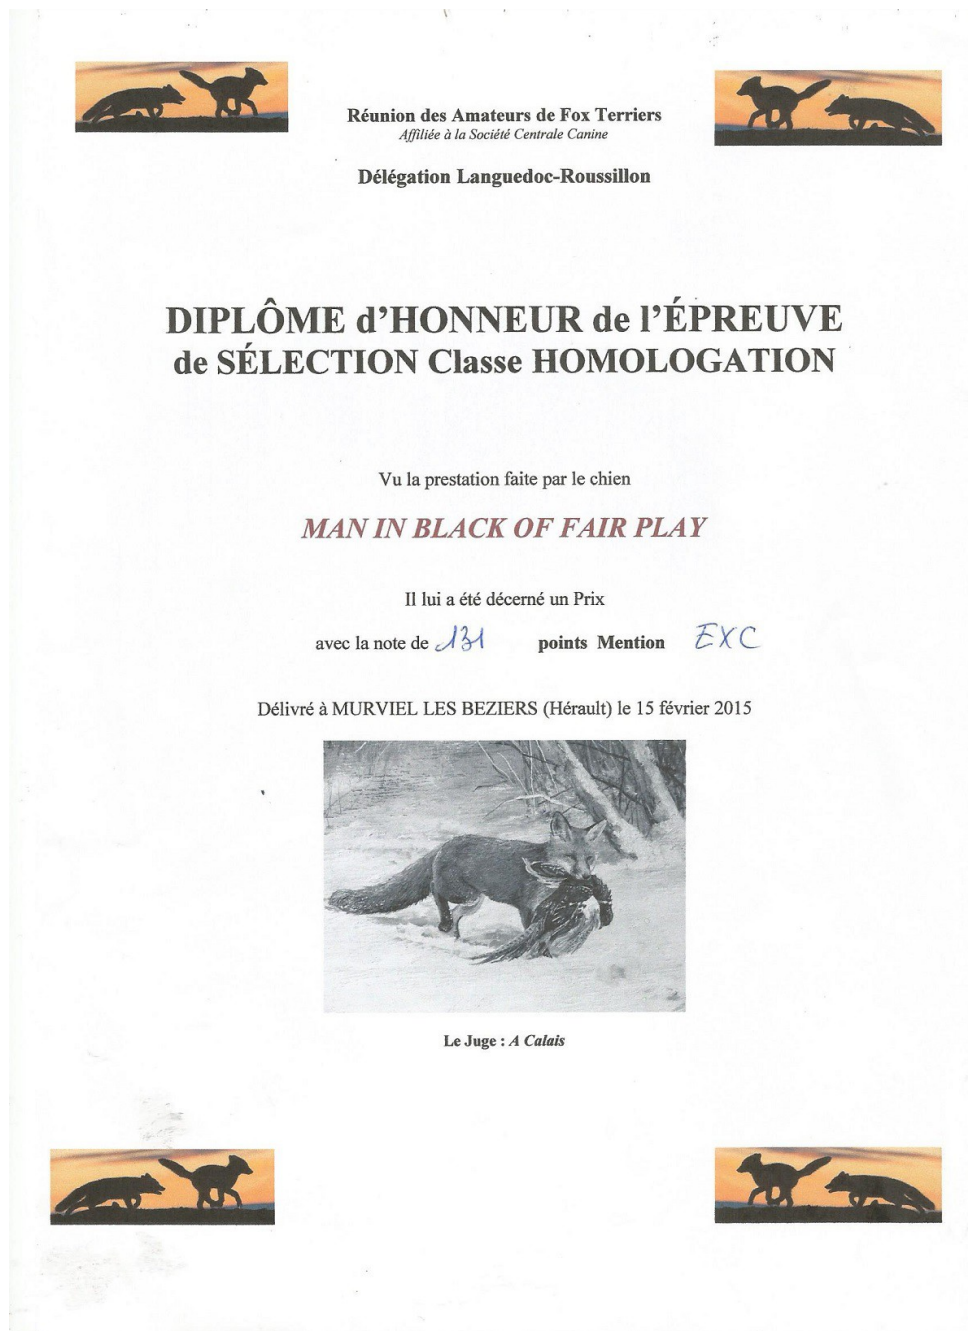 Réunion des Amateurs de Fox Terriers
Affiliée à la Société Centrale Canine
Délégation Languedoc-Roussillon
DIPLÔME d'HONNEUR de l'ÉPREUVE
de SÉLECTION Classe HOMOLOGATION
Vu la prestation faite par le chien
MAN IN BLACK OF FAIR PLAY
Il lui a été décerné un Prix
avec la note de 131 points Mention EXC
Délivré à MURVIEL LES BEZIERS (Hérault) le 15 février 2015
Le Juge : A Calais